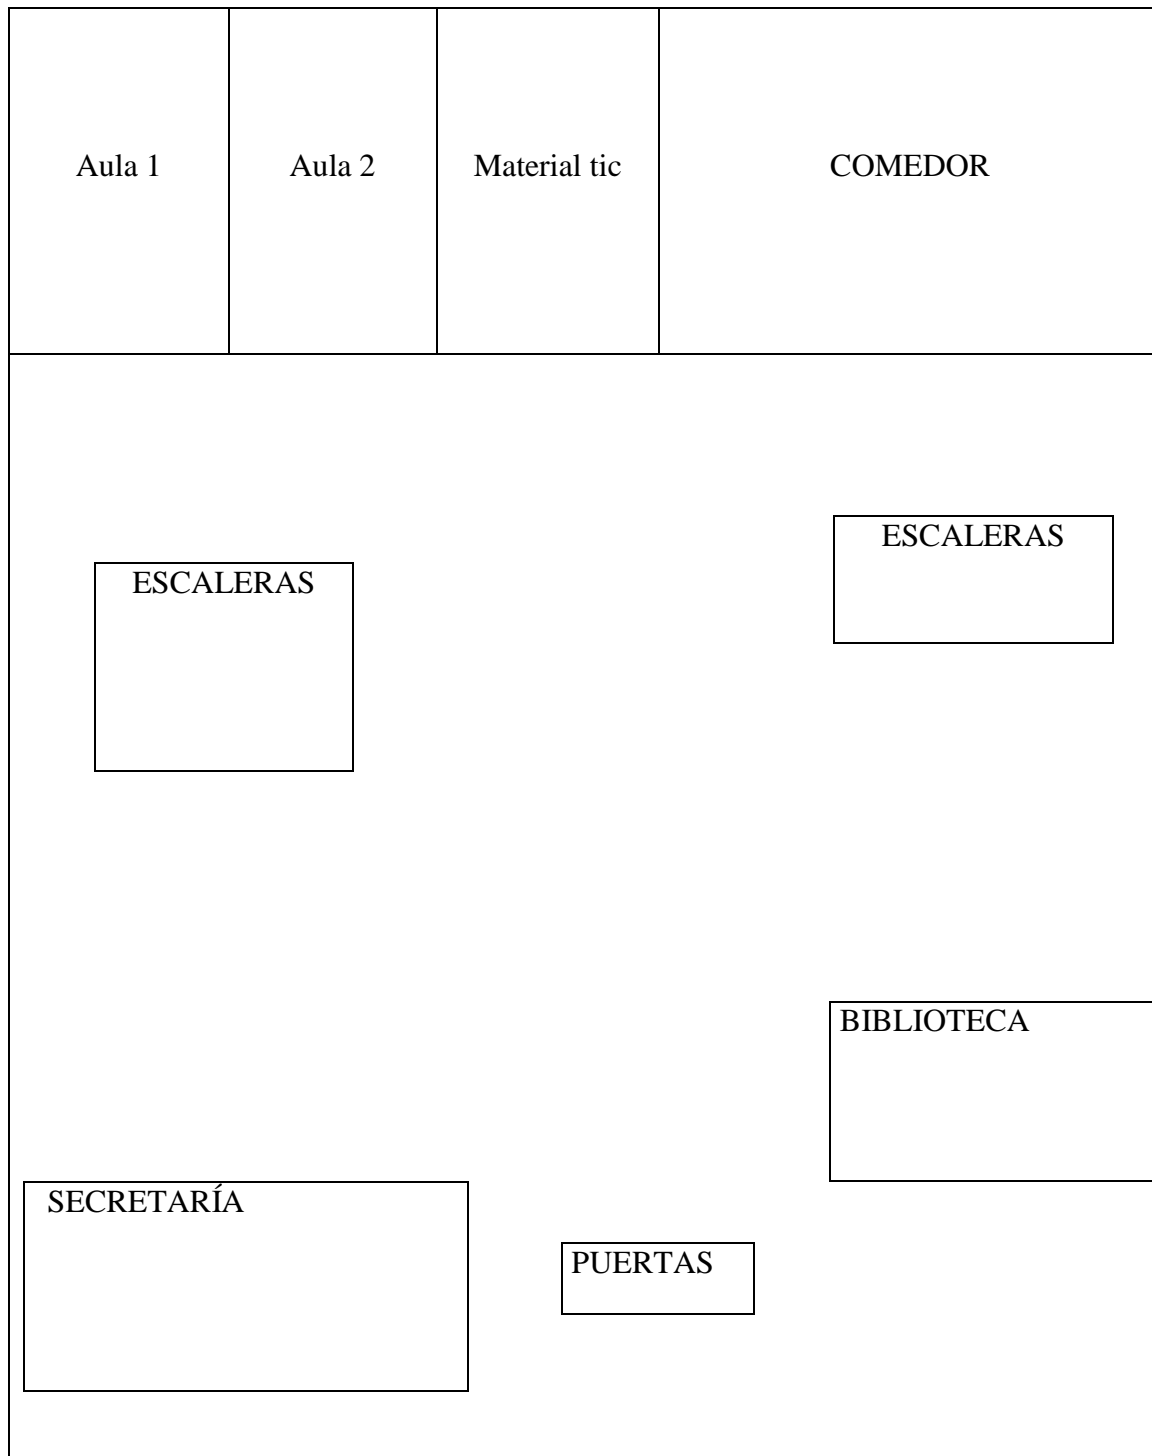 Aula 1
Aula 2
Material tic
COMEDOR
ESCALERAS
ESCALERAS
BIBLIOTECA
SECRETARÍA
PUERTAS